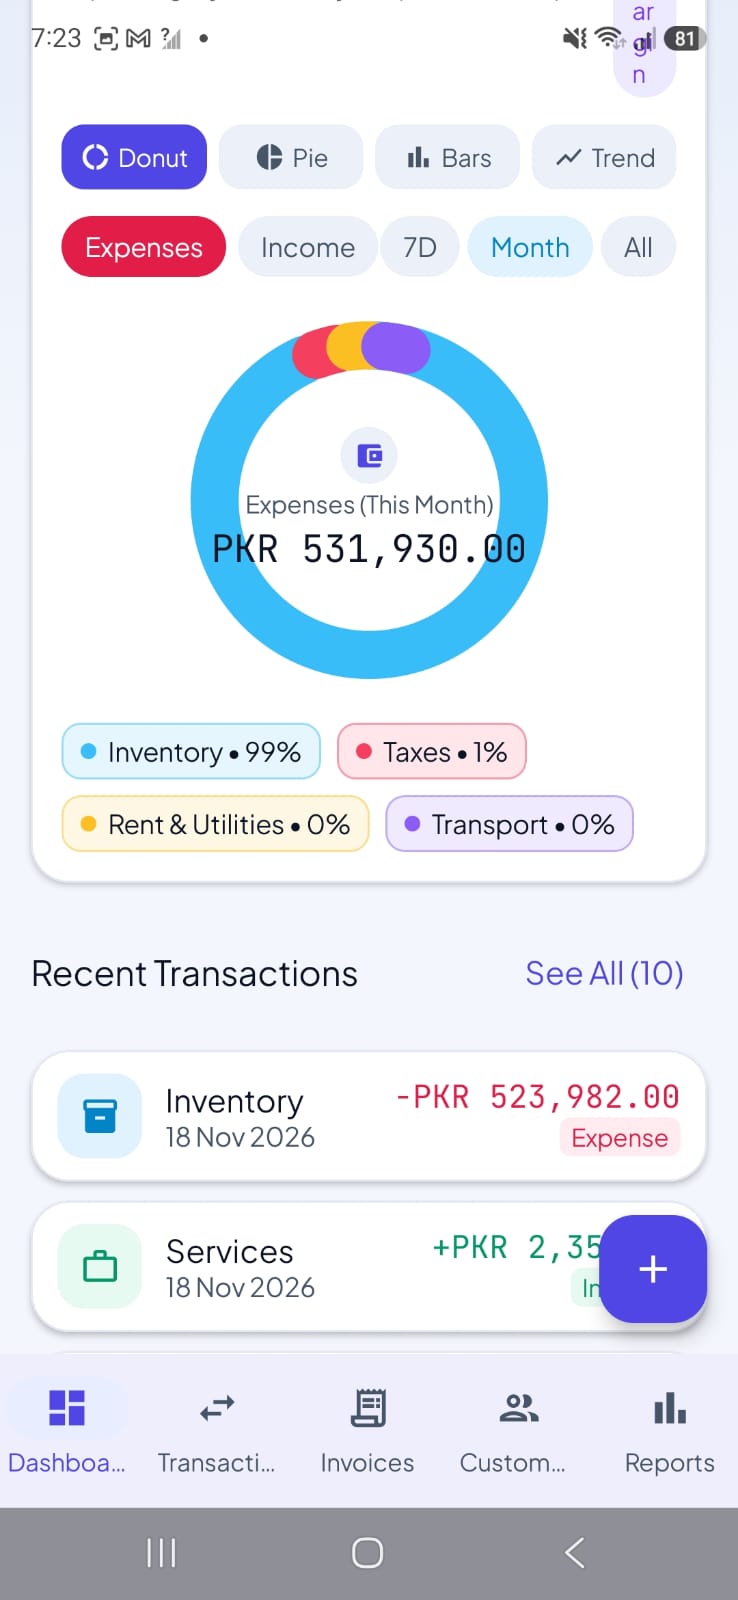 ar
7:23 81
gi
n
Donut Pie Bars Trend
Expenses Income 7D Month All
Expenses (This Month)
PKR 531,930.00
Inventory • 99% Taxes • 1%
Rent & Utilities • 0% Transport • 0%
Recent Transactions See All (10)
Inventory -PKR 523,982.00
18 Nov 2026 Expense
Services +PKR 2,35
18 Nov 2026 In
+
Dashboa... Transacti... Invoices Custom... Reports